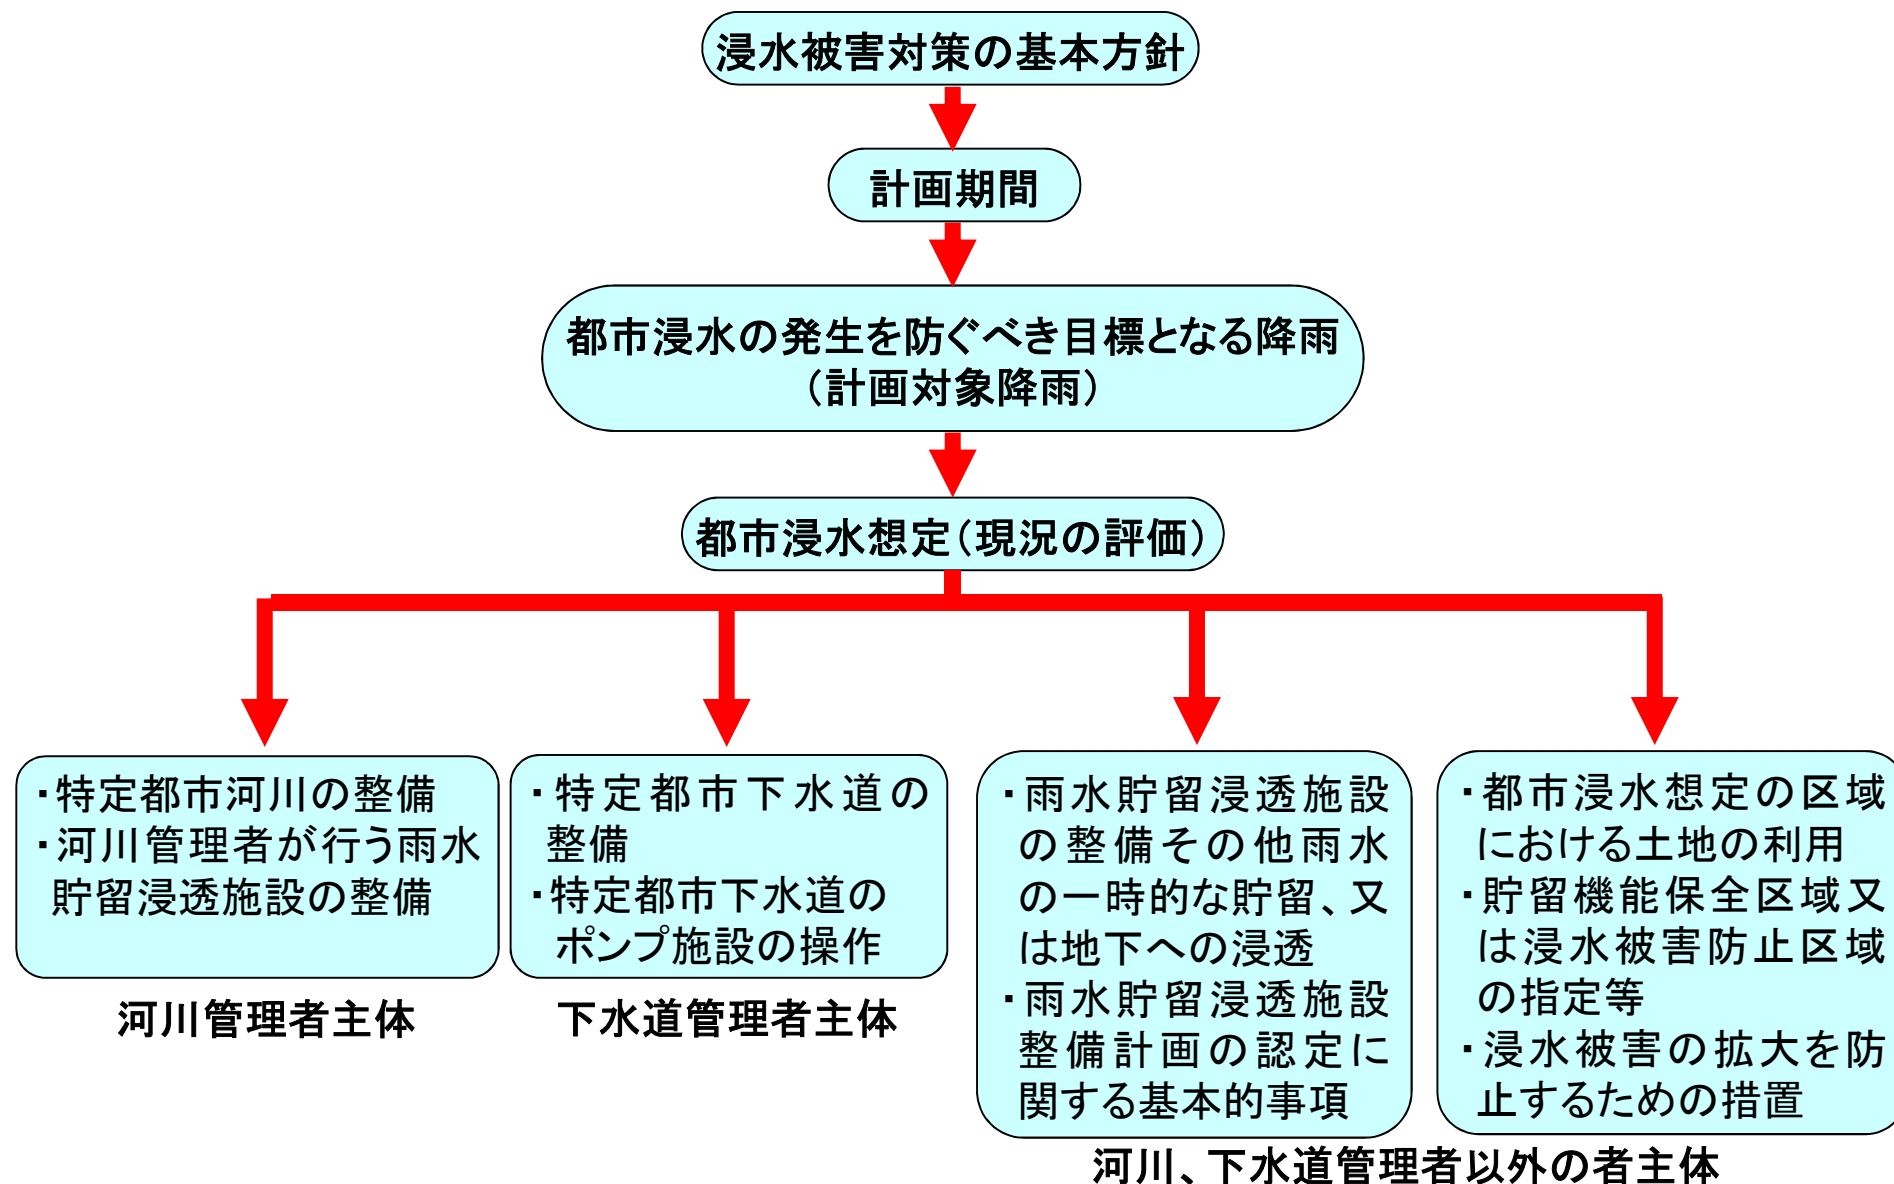 浸水被害対策の基本方針
計画期間
都市浸水の発生を防ぐべき目標となる降雨
（計画対象降雨）
都市浸水想定（現況の評価）
・特定都市河川の整備
・河川管理者が行う雨水
貯留浸透施設の整備
河川管理者主体
・特定都市下水道の
整備
・特定都市下水道の
ポンプ施設の操作
下水道管理者主体
・雨水貯留浸透施設
の整備その他雨水
の一時的な貯留、又
は地下への浸透
・雨水貯留浸透施設
整備計画の認定に
関する基本的事項
・都市浸水想定の区域
における土地の利用
・貯留機能保全区域又
は浸水被害防止区域
の指定等
・浸水被害の拡大を防
止するための措置
河川、下水道管理者以外の者主体